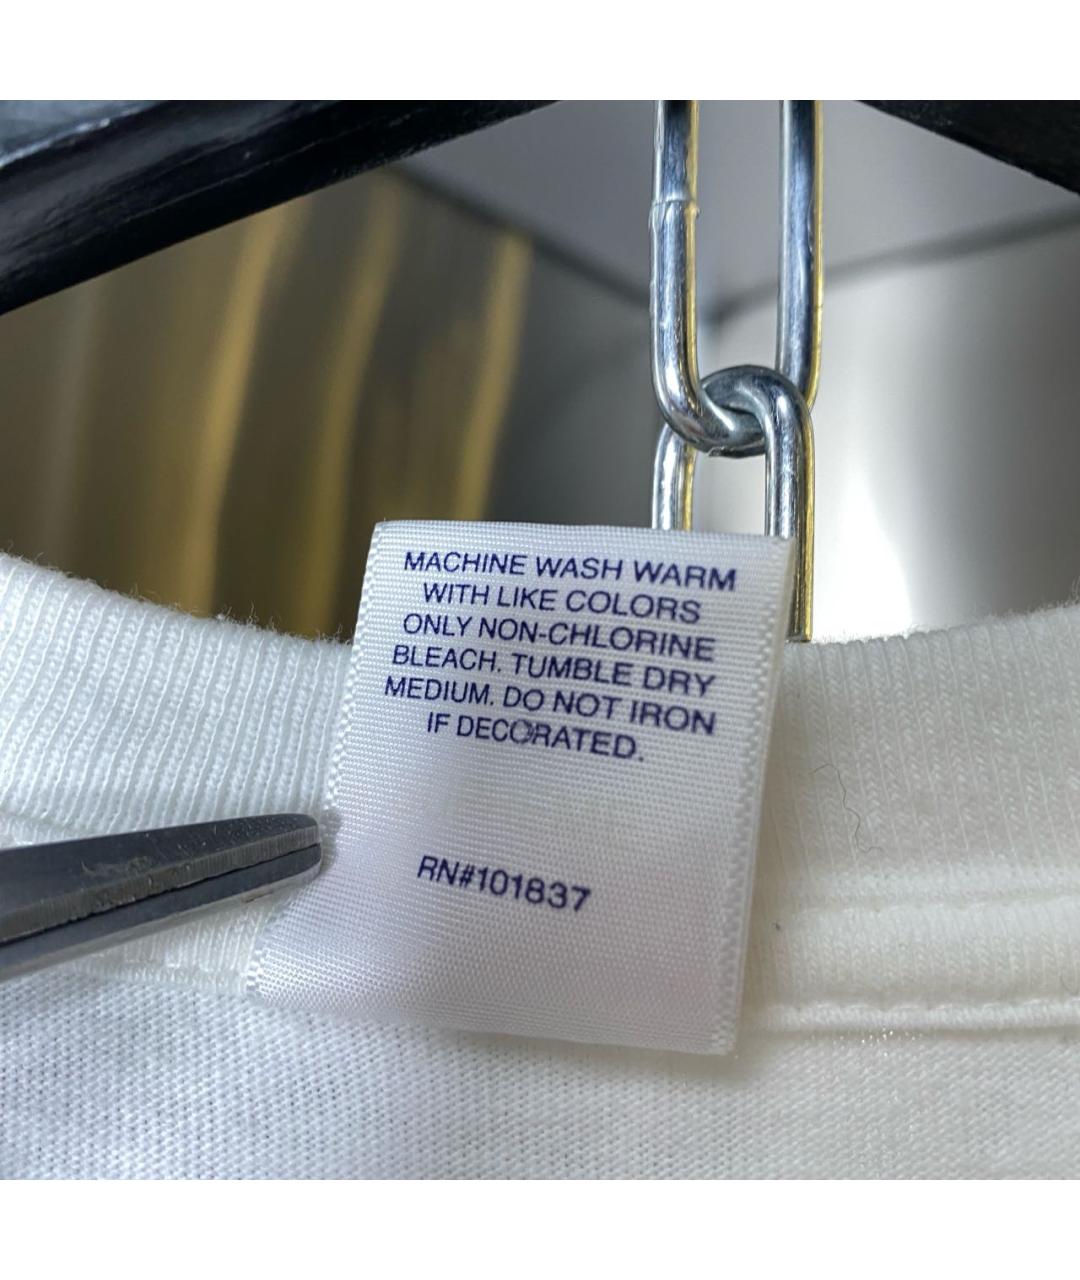 MACHINE WASH WARM
WITH LIKE COLORS
ONLY NON-CHLORINE
BLEACH. TUMBLE DRY
MEDIUM. DO NOT IRON
IF DECORATED.
RN#101837